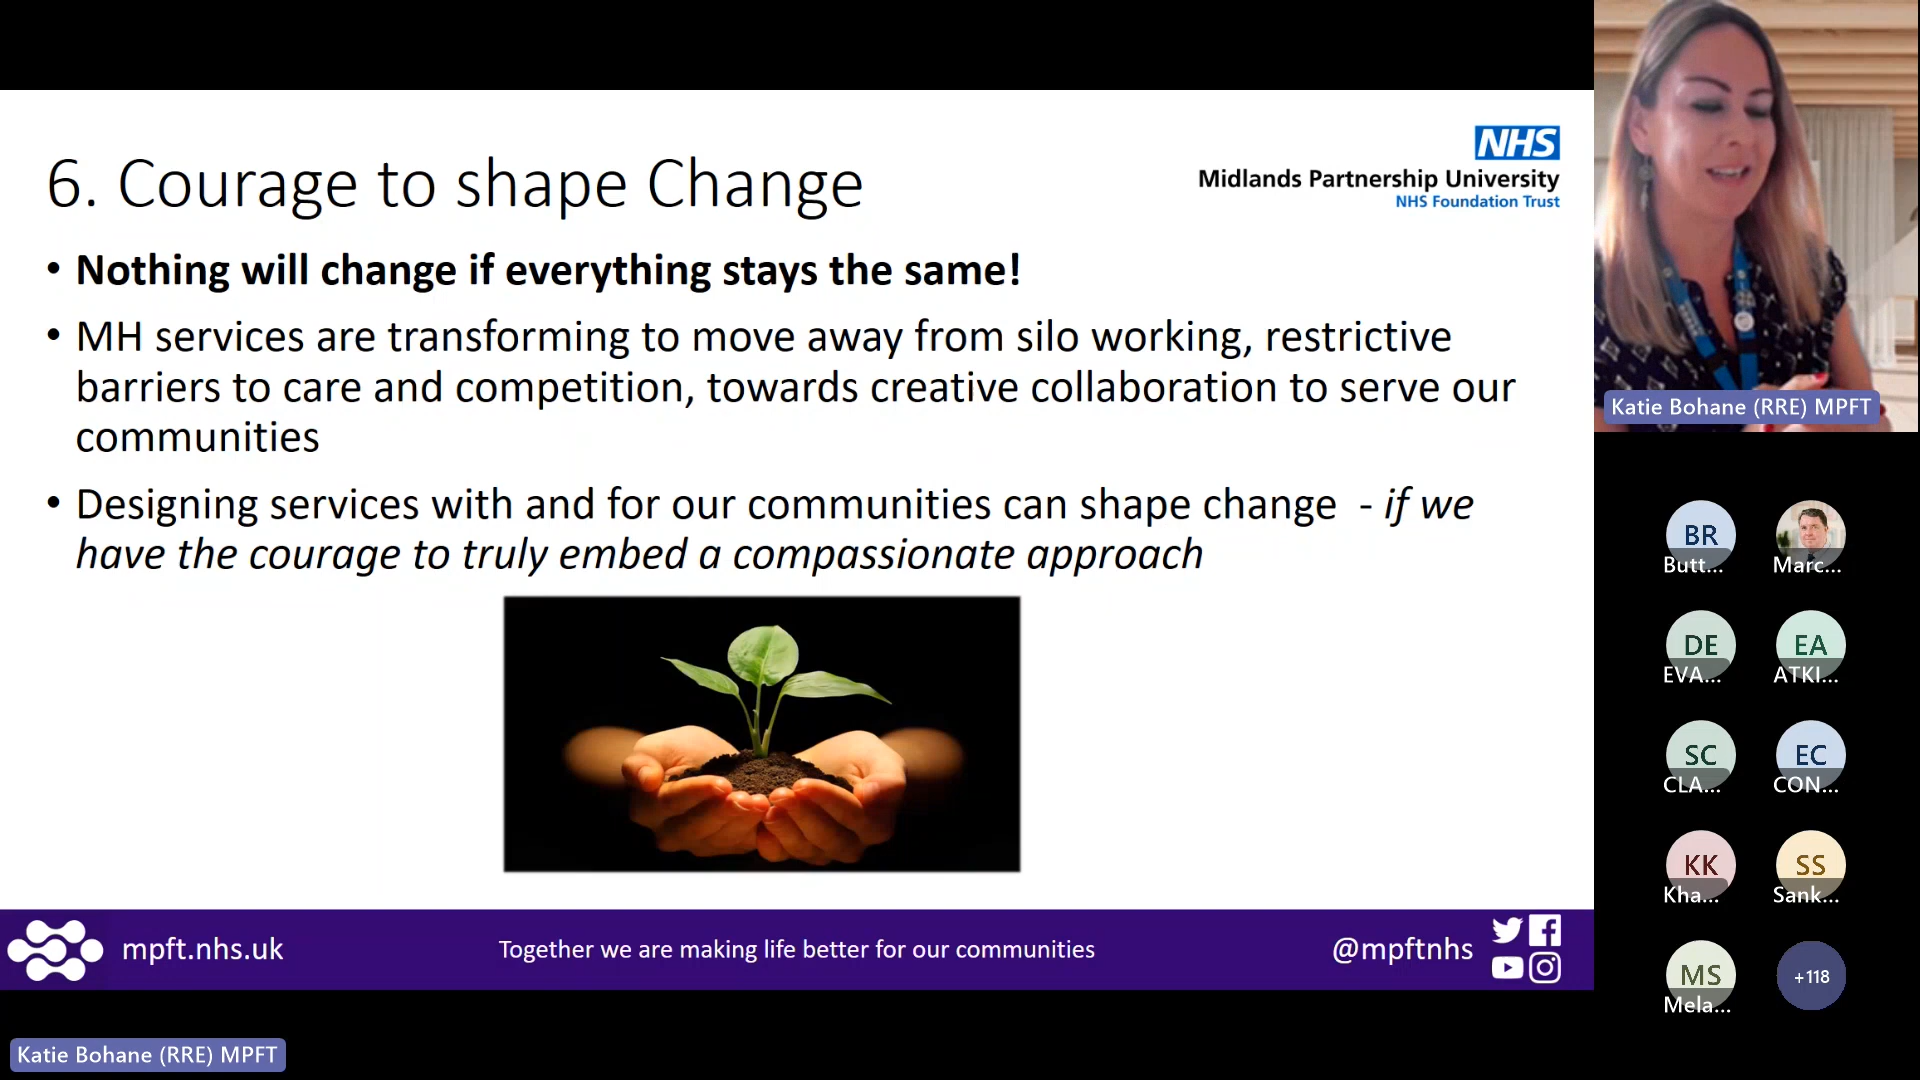 6. Courage to shape Change
NHS
Midlands Partnership University
NHS Foundation Trust
• Nothing will change if everything stays the same!
• MH services are transforming to move away from silo working, restrictive
barriers to care and competition, towards creative collaboration to serve our
communities
• Designing services with and for our communities can shape change - if we
have the courage to truly embed a compassionate approach
mpft.nhs.uk
Together we are making life better for our communities
@mpftnhs
Katie Bohane (RRE) MPFT
Katie Bohane (RRE) MPFT
BR
Butt...
Marc...
DE
EVA...
EA
ATKI...
SC
CLA...
EC
CON...
KK
Kha...
SS
Sank...
MS
Mela...
+118